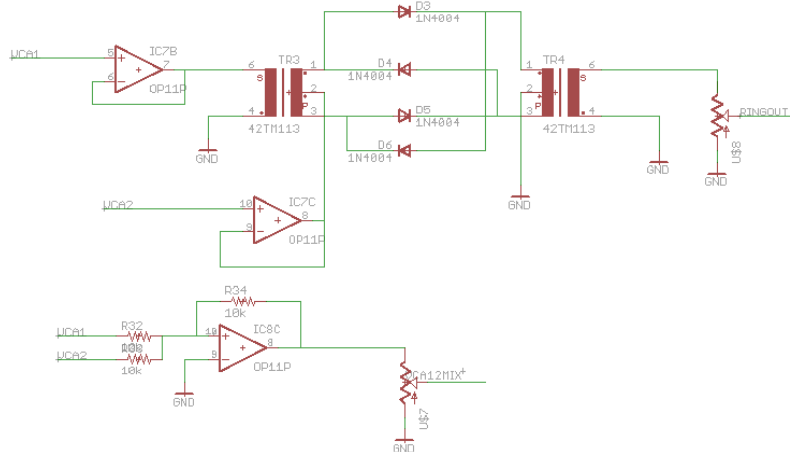 D3
1N4004
VCA1
5
6
7
IC7B
OP11P
6
S
4
TR3
1
2
P
3
42TM113
GND
D4
1N4004
D5
1N4004
D6
1N4004
TR4
1
2
P
3
6
S
4
42TM113
GND
GND
RINGOUT
U$8
GND
VCA2
10
9
8
IC7C
OP11P
R34
10k
VCA1
R32
VCA2
10k
10
9
8
IC8C
OP11P
GND
VCA12MIX
U$7
GND